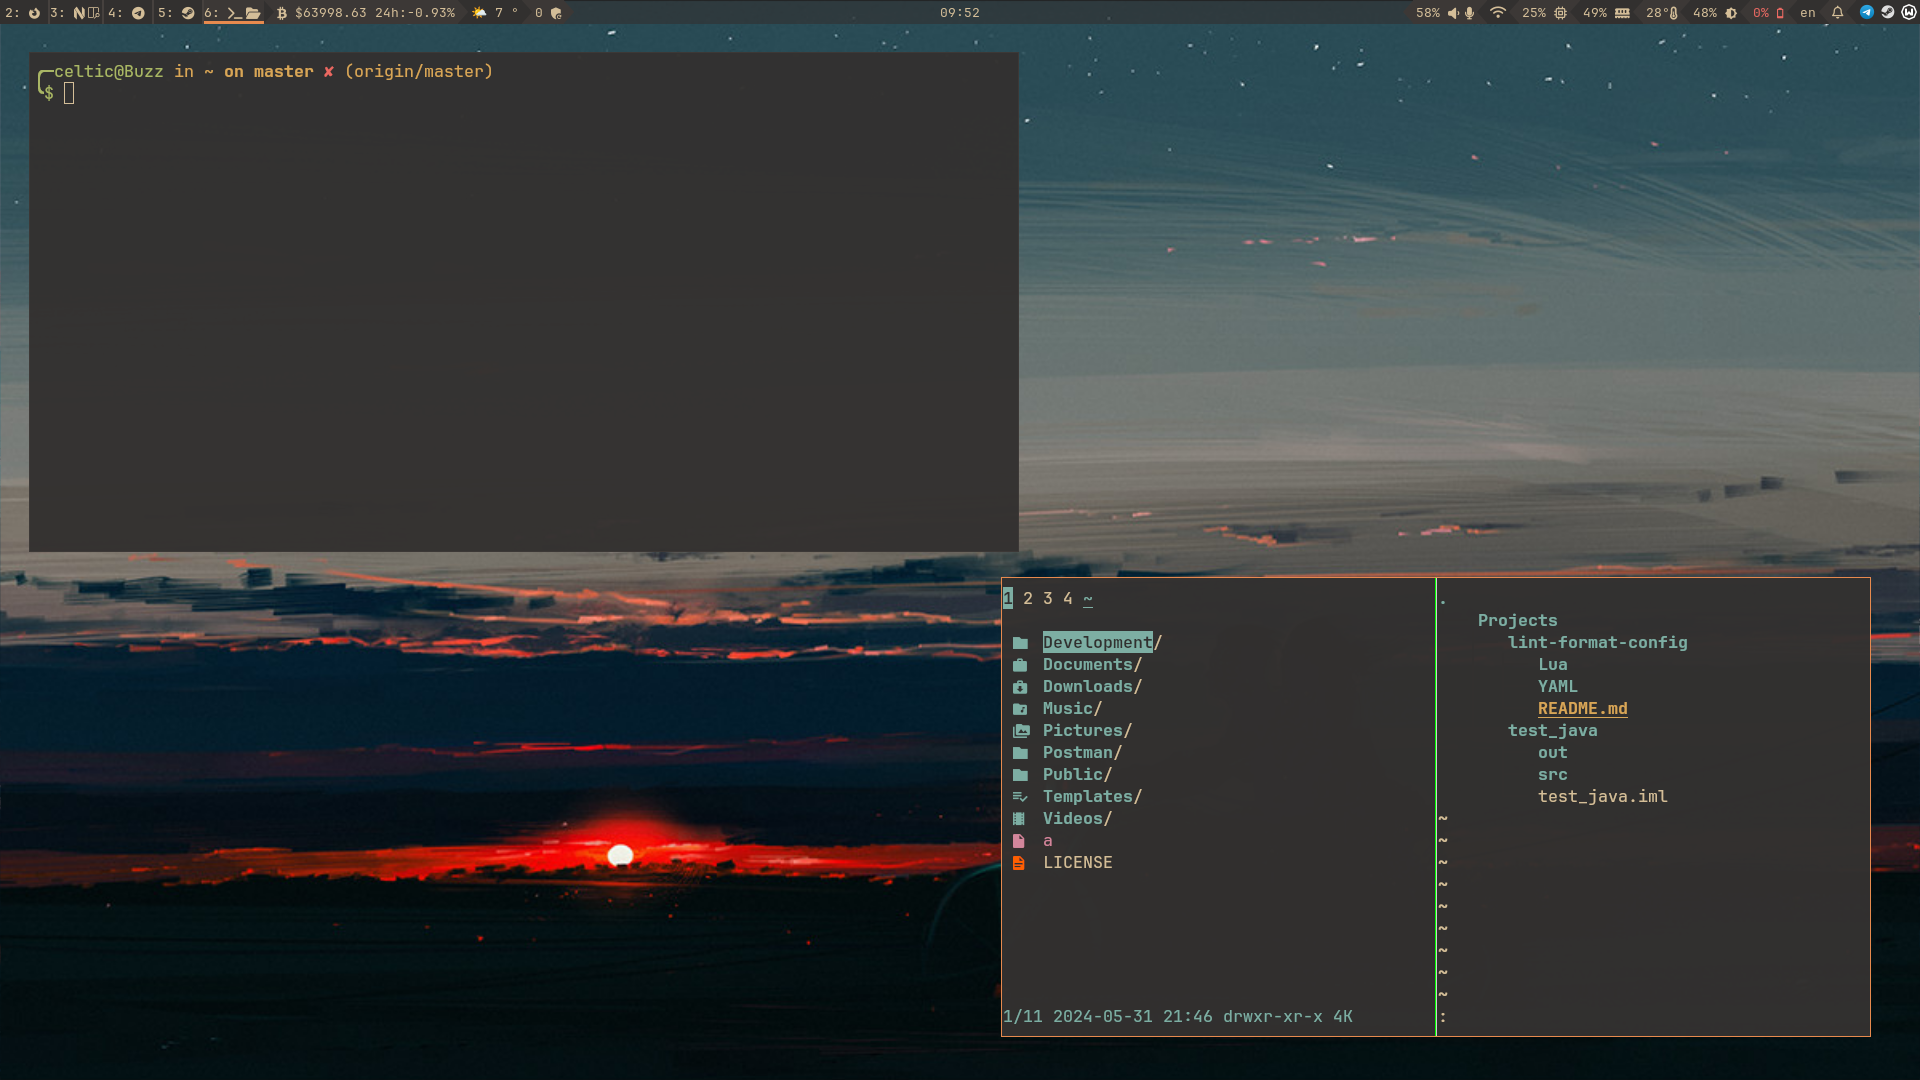 2: 3: N 4: 5: 6: $63998.63 24h:-0.93% 7 ° 0 09:52 58% 25% 49% 28° 48% 0% en
celtic@Buzz in ~ on master ✘ (origin/master)
$
1 2 3 4 ~
Development/
Documents/
Downloads/
Music/
Pictures/
Postman/
Public/
Templates/
Videos/
a
LICENSE
1/11 2024-05-31 21:46 drwxr-xr-x 4K
.
Projects
lint-format-config
Lua
YAML
README.md
test_java
out
src
test_java.iml
~
~
~
~
~
~
~
~
~
: